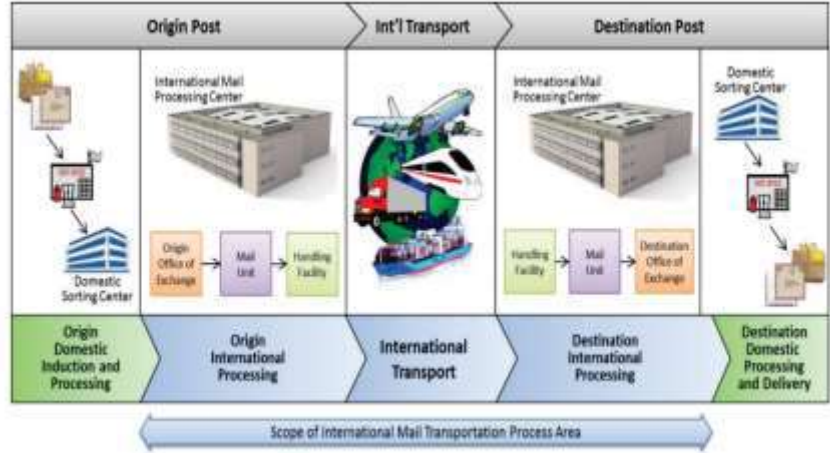 Origin Post
Int'l Transport
Destination Post
International Mail
Processing Center
International Mail
Processing Center
Domestic
Sorting Center
Origin
Office of
Exchange
Mail
Unit
Handling
Facility
Handling
Facility
Mail
Unit
Destination
Office of
Exchange
Domestic
Sorting Center
Origin
Domestic
Induction and
Processing
Origin
International
Processing
International
Transport
Destination
International
Processing
Destination
Domestic
Processing
and Delivery
Scope of International Mail Transportation Process Area